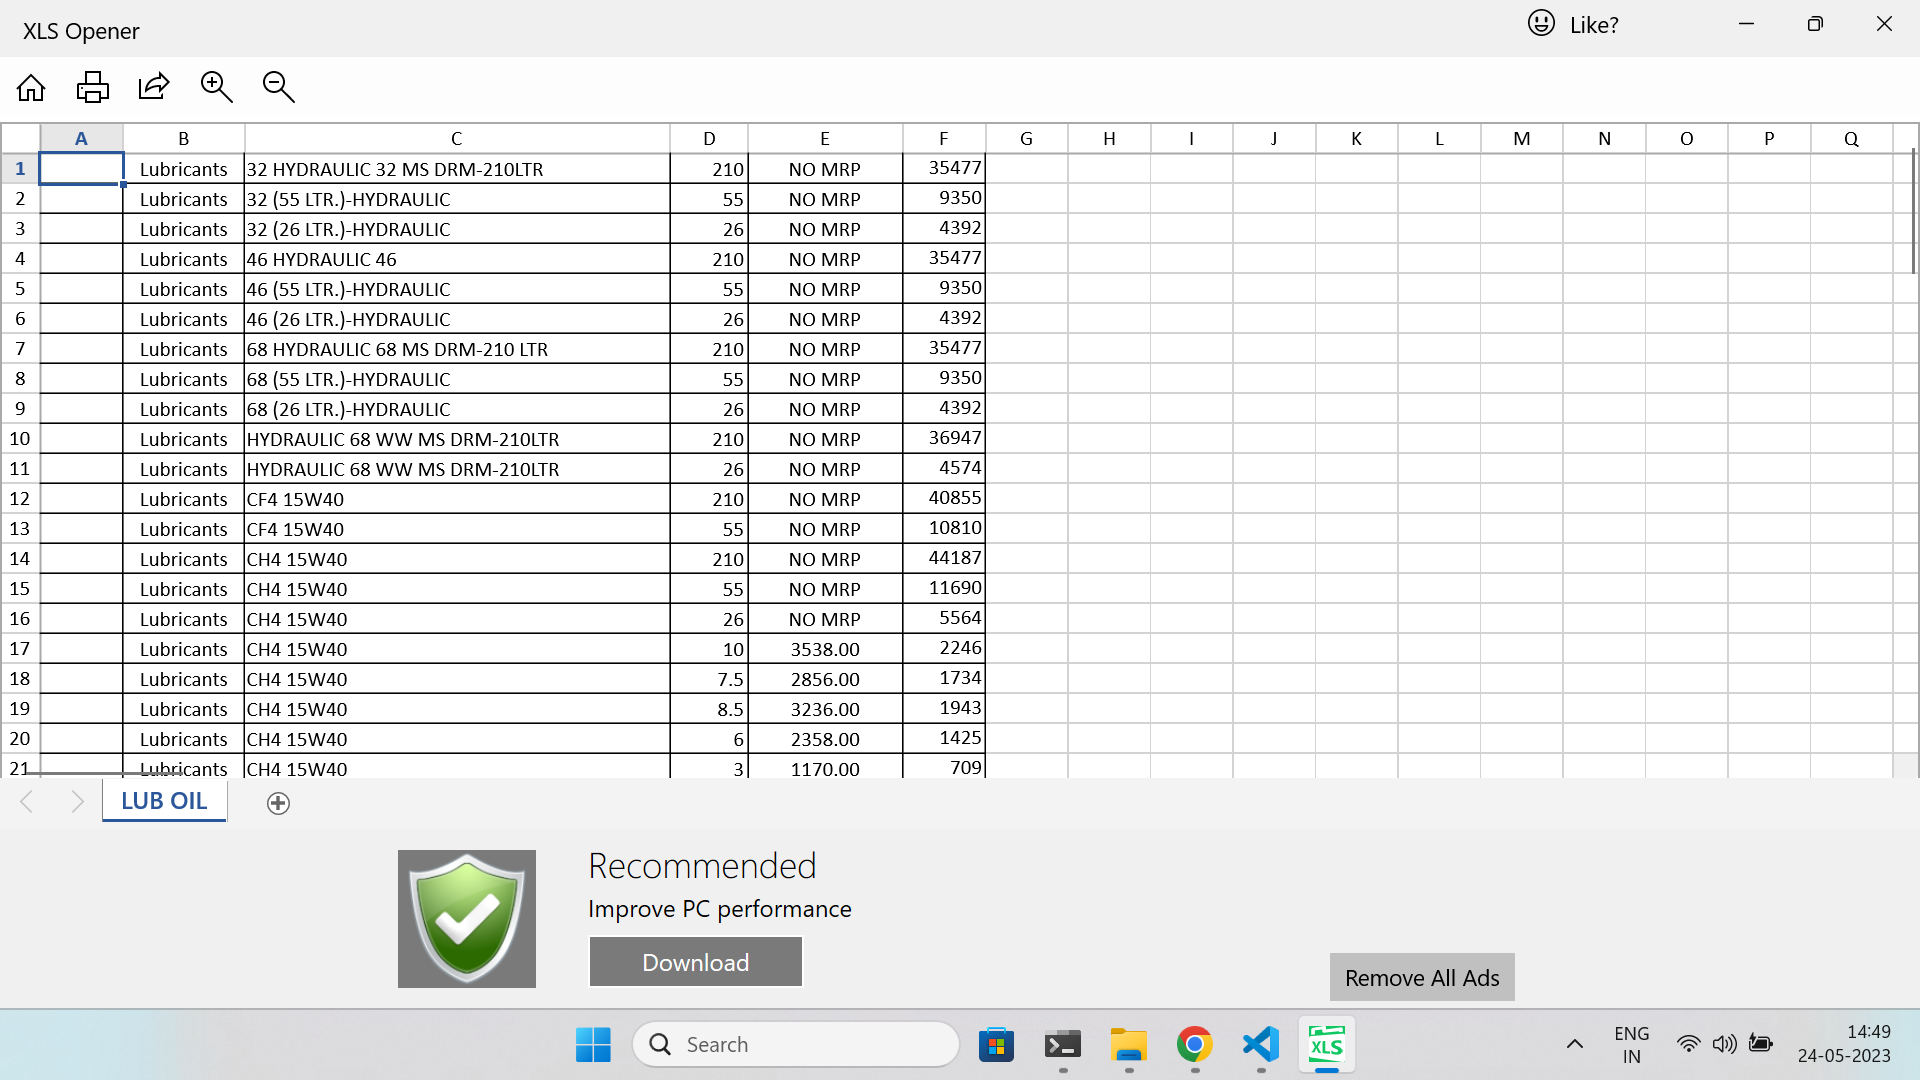 XLS Opener
Like?
A B C D E F G H I J K L M N O P Q
1 Lubricants 32 HYDRAULIC 32 MS DRM-210LTR 210 NO MRP 35477
2 Lubricants 32 (55 LTR.)-HYDRAULIC 55 NO MRP 9350
3 Lubricants 32 (26 LTR.)-HYDRAULIC 26 NO MRP 4392
4 Lubricants 46 HYDRAULIC 46 210 NO MRP 35477
5 Lubricants 46 (55 LTR.)-HYDRAULIC 55 NO MRP 9350
6 Lubricants 46 (26 LTR.)-HYDRAULIC 26 NO MRP 4392
7 Lubricants 68 HYDRAULIC 68 MS DRM-210 LTR 210 NO MRP 35477
8 Lubricants 68 (55 LTR.)-HYDRAULIC 55 NO MRP 9350
9 Lubricants 68 (26 LTR.)-HYDRAULIC 26 NO MRP 4392
10 Lubricants HYDRAULIC 68 WW MS DRM-210LTR 210 NO MRP 36947
11 Lubricants HYDRAULIC 68 WW MS DRM-210LTR 26 NO MRP 4574
12 Lubricants CF4 15W40 210 NO MRP 40855
13 Lubricants CF4 15W40 55 NO MRP 10810
14 Lubricants CH4 15W40 210 NO MRP 44187
15 Lubricants CH4 15W40 55 NO MRP 11690
16 Lubricants CH4 15W40 26 NO MRP 5564
17 Lubricants CH4 15W40 10 3538.00 2246
18 Lubricants CH4 15W40 7.5 2856.00 1734
19 Lubricants CH4 15W40 8.5 3236.00 1943
20 Lubricants CH4 15W40 6 2358.00 1425
21 Lubricants CH4 15W40 3 1170.00 709
LUB OIL
Recommended
Improve PC performance
Download
Remove All Ads
Search
XLS
ENG
IN
14:49
24-05-2023